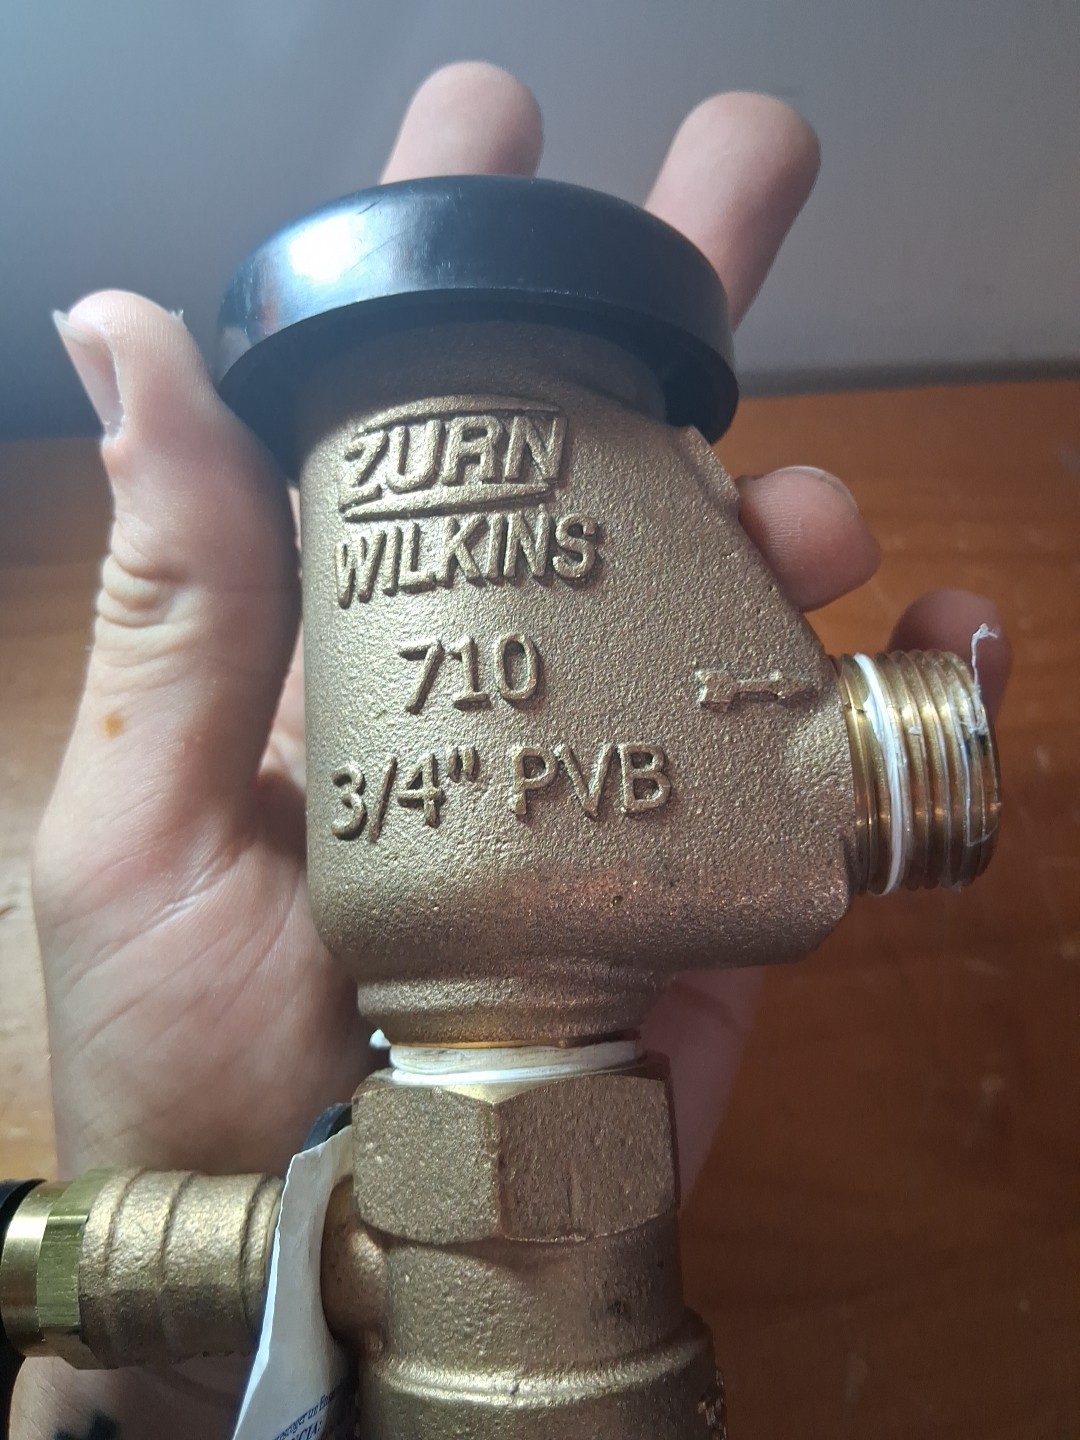 ZURN
WILKINS
710
3/4" PVB